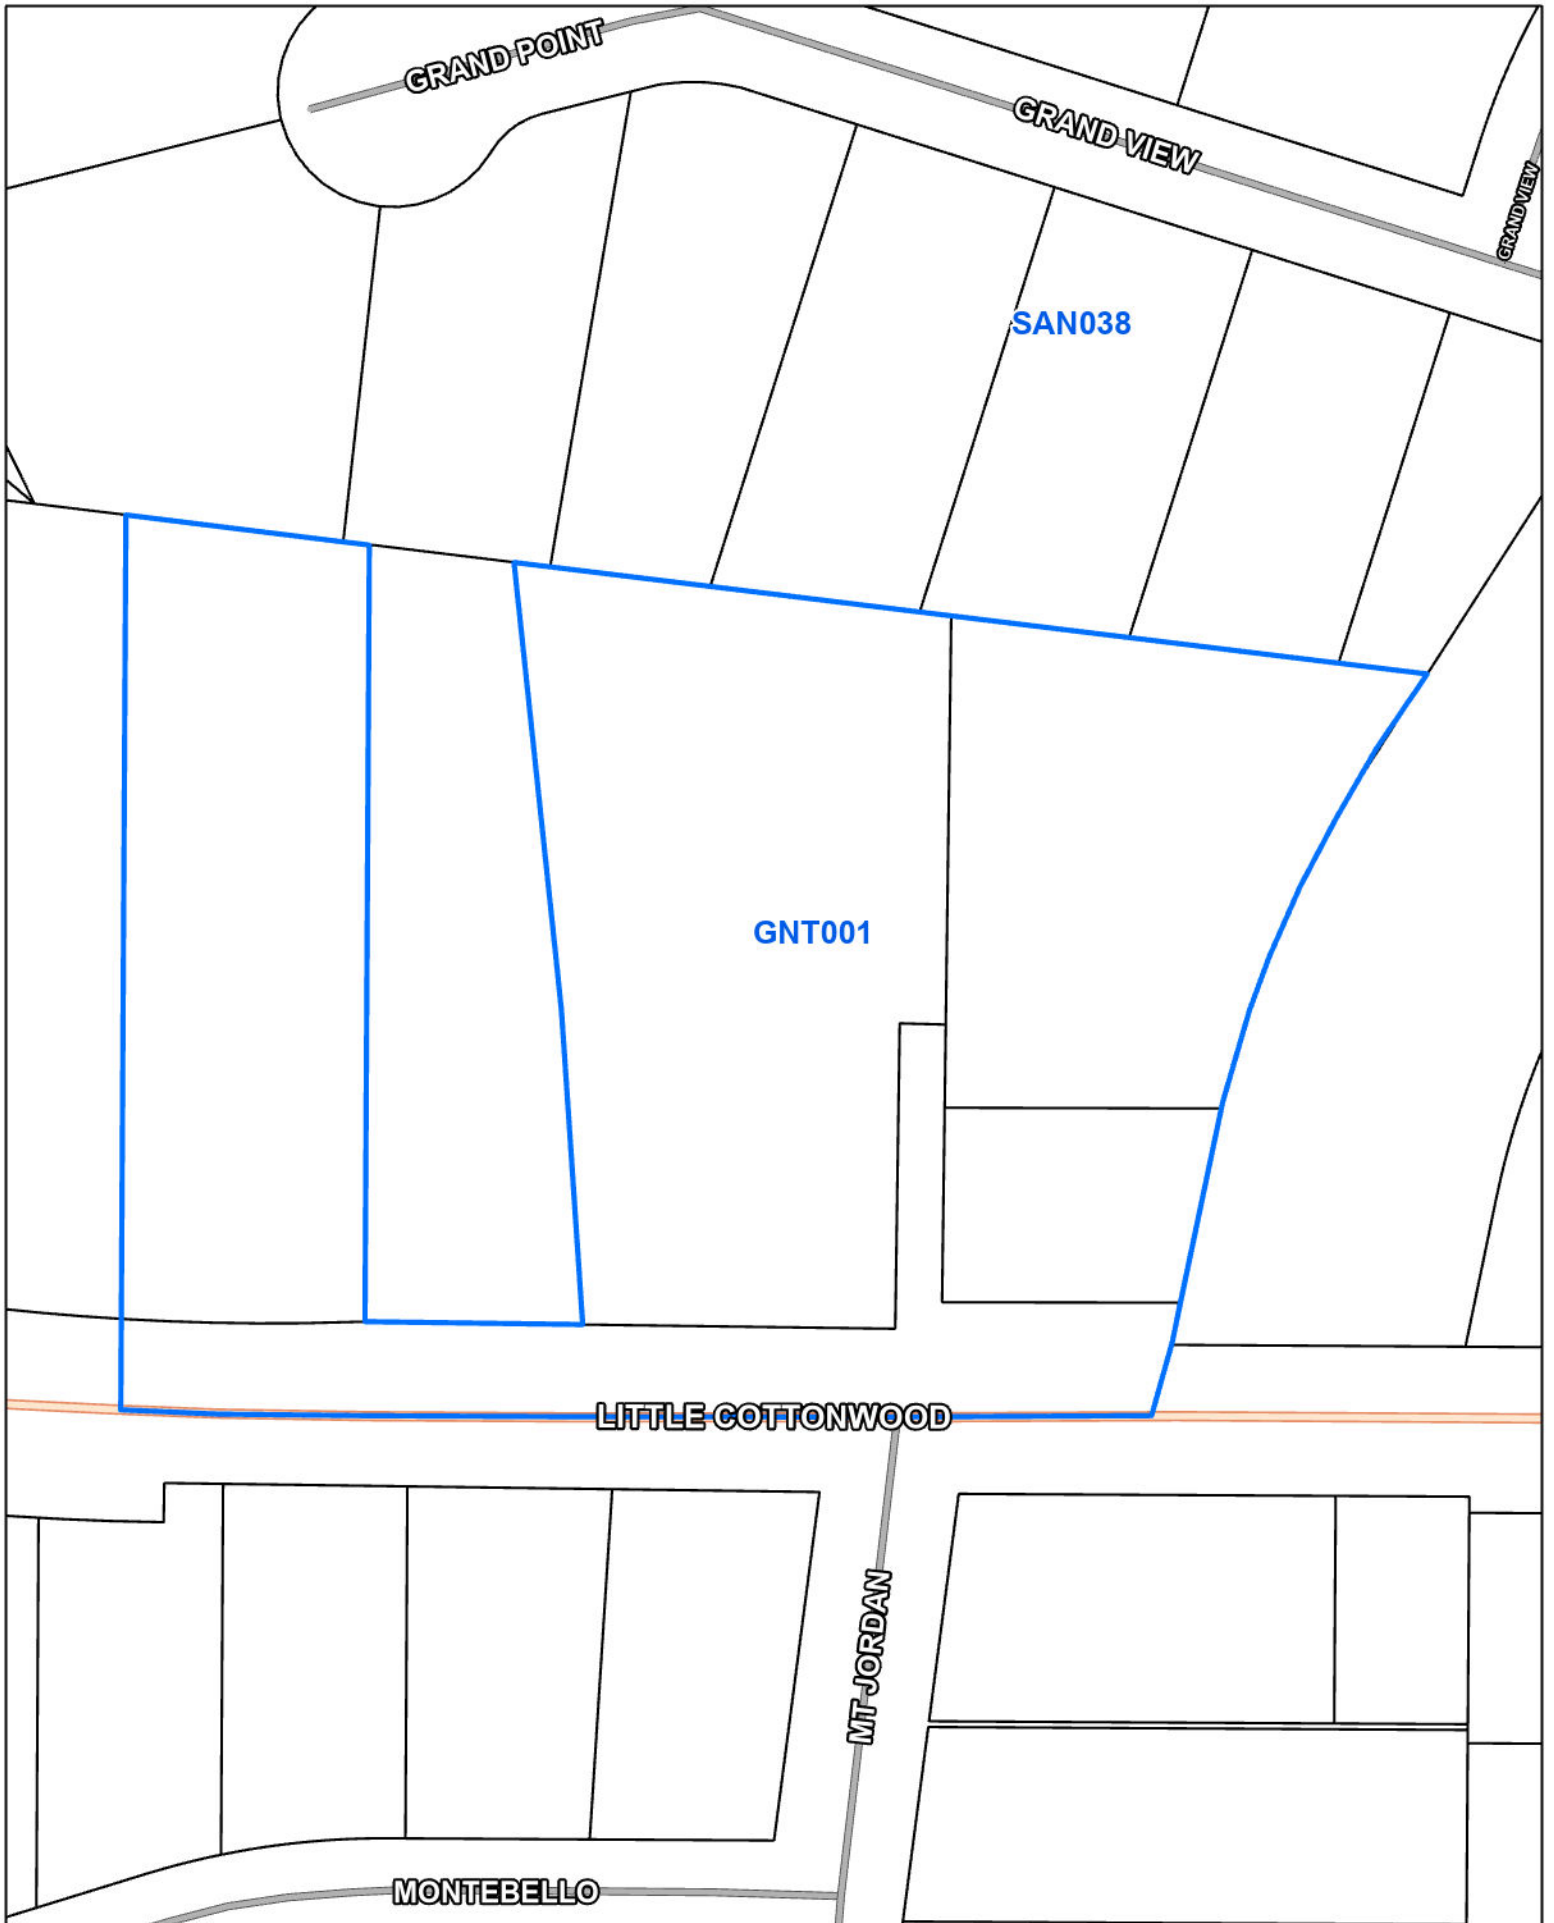 GRAND POINT
GRAND VIEW
GRAND VIEW
SAN038
GNT001
LITTLE COTTONWOOD
MT JORDAN
MONTEBELLO